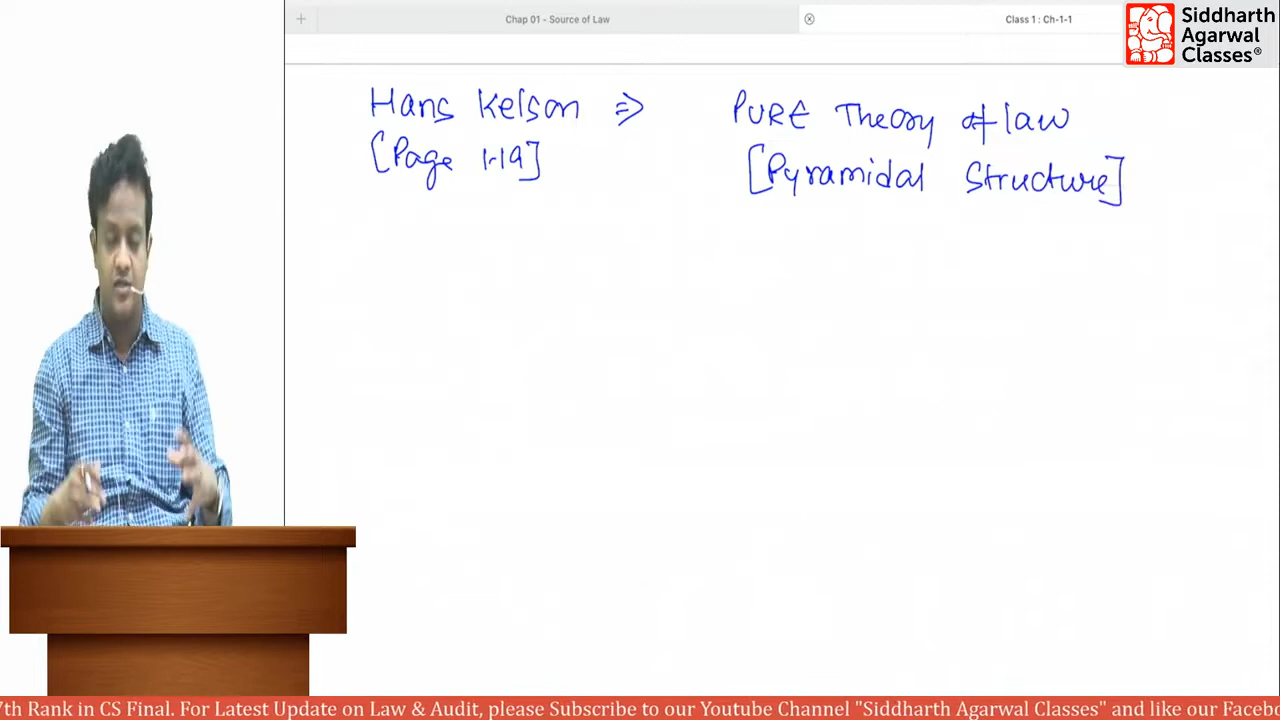 Chap 01 - Source of Law
Class 1 : Ch-1-1
Siddharth
Agarwal
Classes®
Hans Kelson ⇒ PURE Theory of law
[Page 1.19] [Pyramidal Structure]
7th Rank in CS Final. For Latest Update on Law & Audit, please Subscribe to our Youtube Channel "Siddharth Agarwal Classes" and like our Facebo